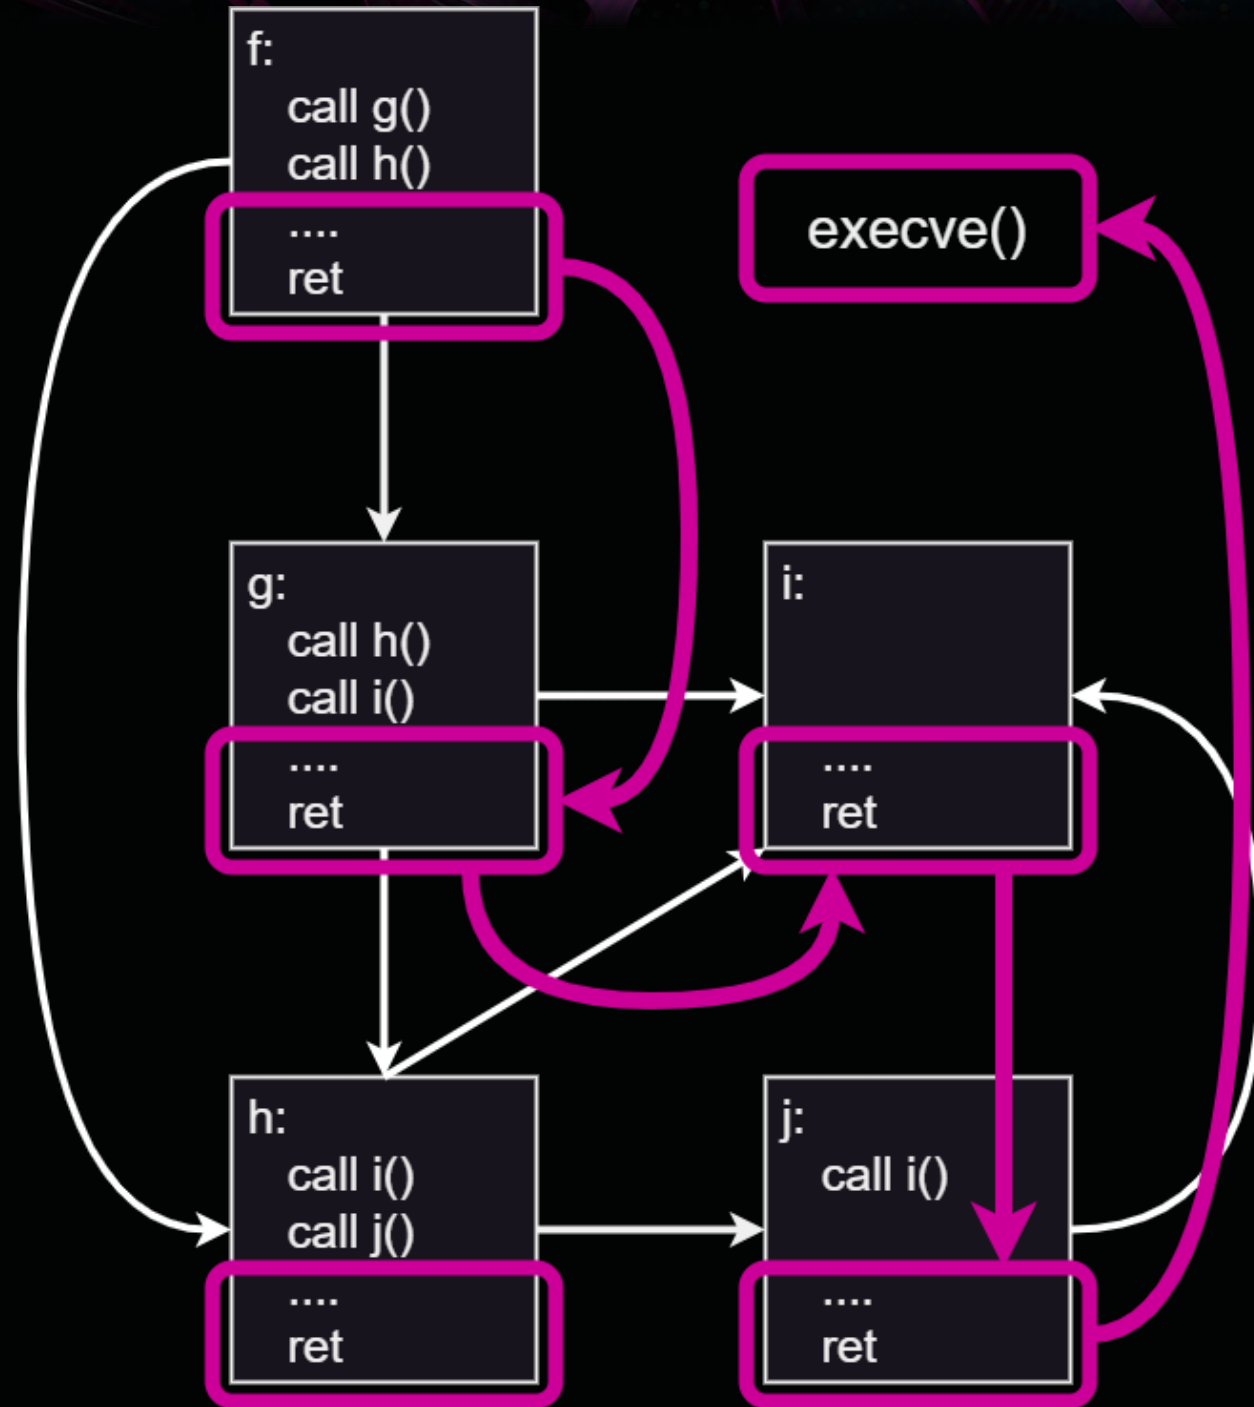 f:
call g()
call h()
....
ret
execve()
g:
call h()
call i()
....
ret
i:
....
ret
h:
call i()
call j()
....
ret
j:
call i()
....
ret